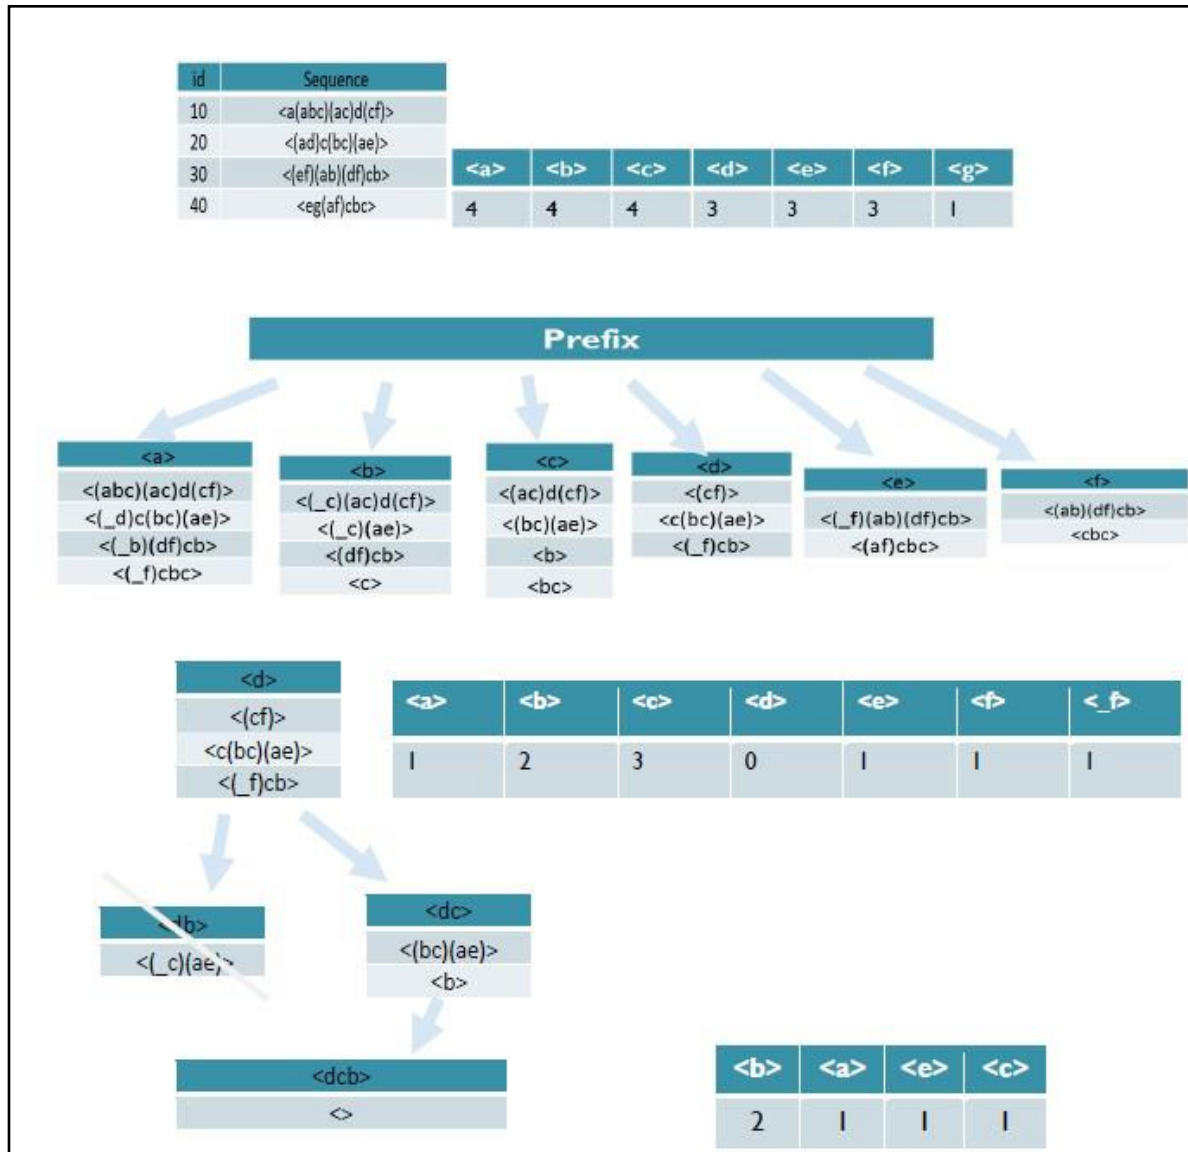 id Sequence
10 <a(abc)(ac)d(cf)>
20 <(ad)c(bc)(ae)>
30 <(ef)(ab)(df)cb>
40 <eg(af)cbc>
<a> <b> <c> <d> <e> <f> <g>
4 4 4 3 3 3 1
Prefix
<a>
<(abc)(ac)d(cf)>
<(_d)c(bc)(ae)>
<(_b)(df)cb>
<(_f)cbc>
<b>
<(_c)(ac)d(cf)>
<(_c)(ae)>
<(df)cb>
<c>
<c>
<(ac)d(cf)>
<(bc)(ae)>
<b>
<bc>
<d>
<(cf)>
<c(bc)(ae)>
<(_f)cb>
<e>
<(_f)(ab)(df)cb>
<(af)cbc>
<f>
<(ab)(df)cb>
<cbc>
<d>
<(cf)>
<c(bc)(ae)>
<(_f)cb>
<a> <b> <c> <d> <e> <f> <_f>
1 2 3 0 1 1 1
<db>
<(_c)(ae)>
<dc>
<(bc)(ae)>
<b>
<dcb>
<>
<b> <a> <e> <c>
2 1 1 1